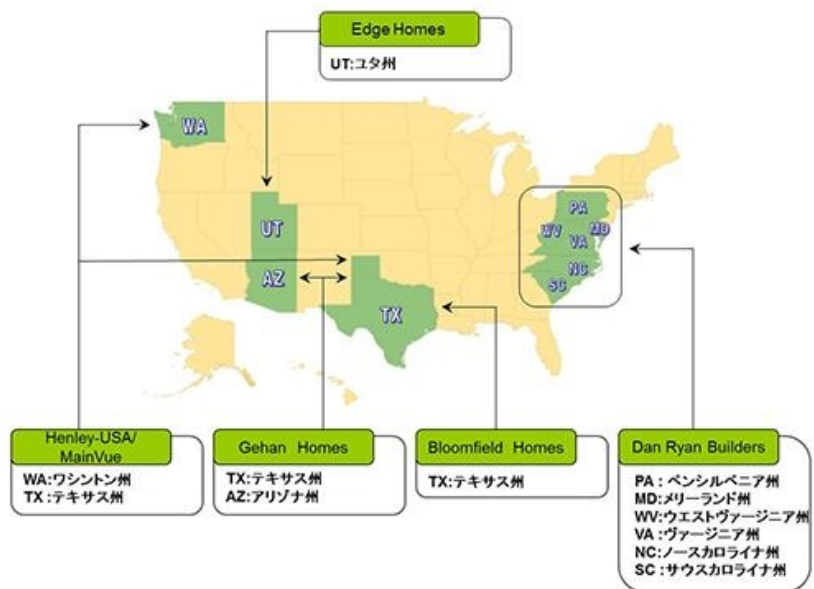 Edge Homes
UT:ユタ州
WA
UT
AZ
TX
PA
WV
MD
VA
NC
SC
Henley-USA/
MainVue
WA:ワシントン州
TX:テキサス州
Gehan Homes
TX:テキサス州
AZ:アリゾナ州
Bloomfield Homes
TX:テキサス州
Dan Ryan Builders
PA:ペンシルベニア州
MD:メリーランド州
WV:ウエストヴァージニア州
VA:ヴァージニア州
NC:ノースカロライナ州
SC:サウスカロライナ州